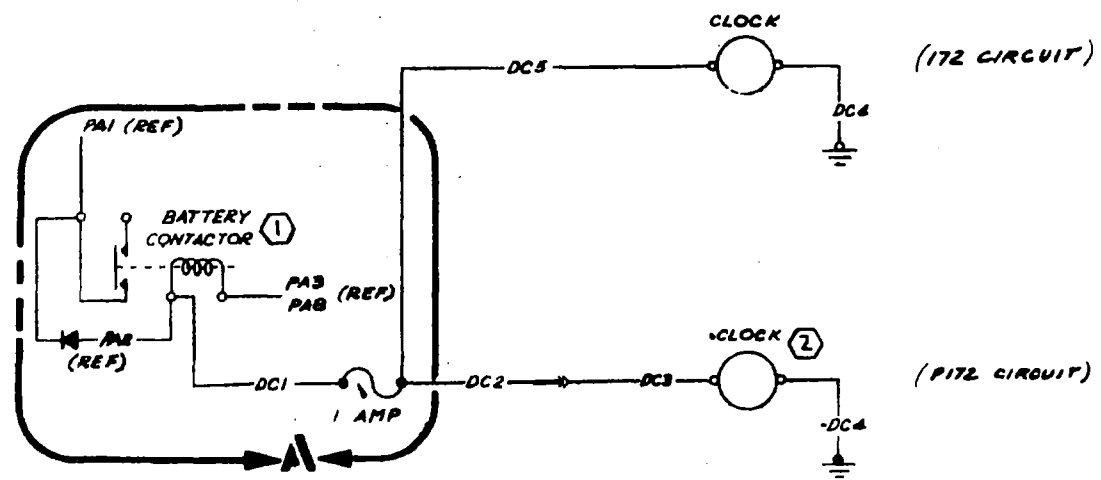 CLOCK
(172 CIRCUIT)
DC5
DC4
PA1 (REF)
BATTERY
CONTACTOR
1
PA3
PA8 (REF)
PA2
(REF)
CLOCK
2
(P172 CIRCUIT)
DC1
DC2
DC3
1 AMP
DC4
A